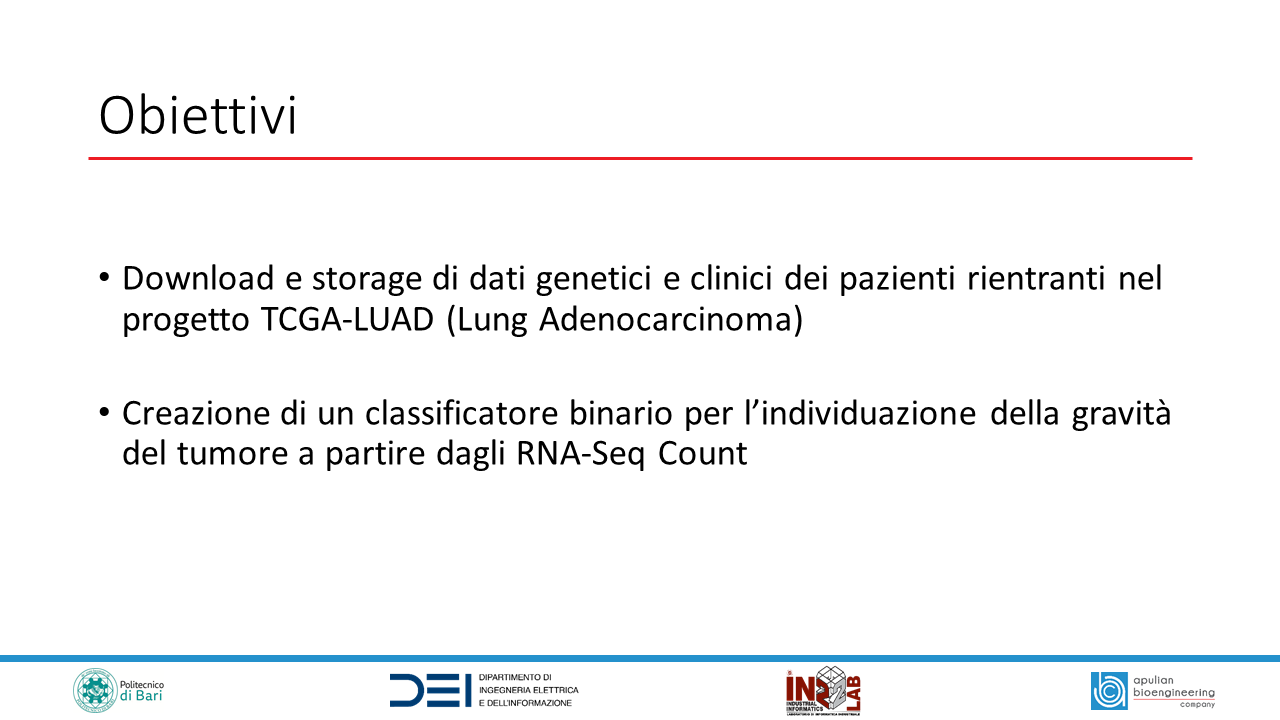 Obiettivi
• Download e storage di dati genetici e clinici dei pazienti rientranti nel
progetto TCGA-LUAD (Lung Adenocarcinoma)
• Creazione di un classificatore binario per l’individuazione della gravità
del tumore a partire dagli RNA-Seq Count
Politecnico
di Bari
DEI
DIPARTIMENTO DI
INGEGNERIA ELETTRICA
E DELL'INFORMAZIONE
INDUSTRIAL
INFORMATICS
LAB
LABORATORIO DI INFORMATICA INDUSTRIALE
apulian
bioengineering
company